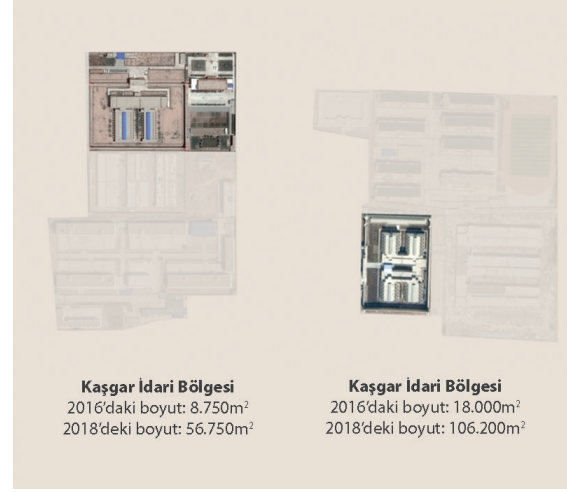 Kaşgar İdari Bölgesi
2016'daki boyut: 8.750m²
2018'deki boyut: 56.750m²
Kaşgar İdari Bölgesi
2016'daki boyut: 18.000m²
2018'deki boyut: 106.200m²